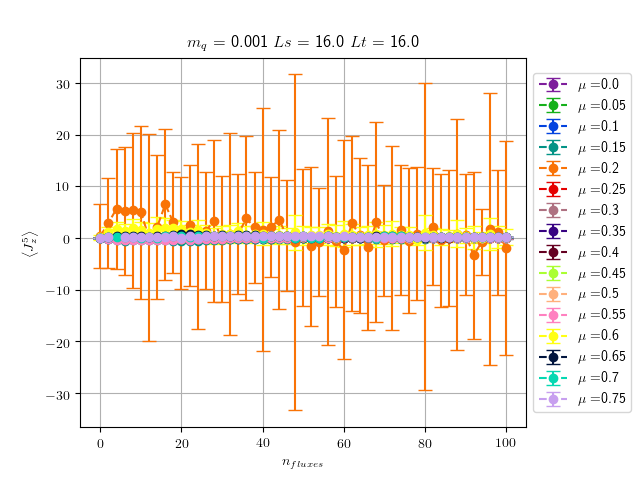 m_q = 0.001 Ls = 16.0 Lt = 16.0
30
20
10
0
−10
−20
−30
⟨J_z^5⟩
0 20 40 60 80 100
n_fluxes
μ =0.0
μ =0.05
μ =0.1
μ =0.15
μ =0.2
μ =0.25
μ =0.3
μ =0.35
μ =0.4
μ =0.45
μ =0.5
μ =0.55
μ =0.6
μ =0.65
μ =0.7
μ =0.75